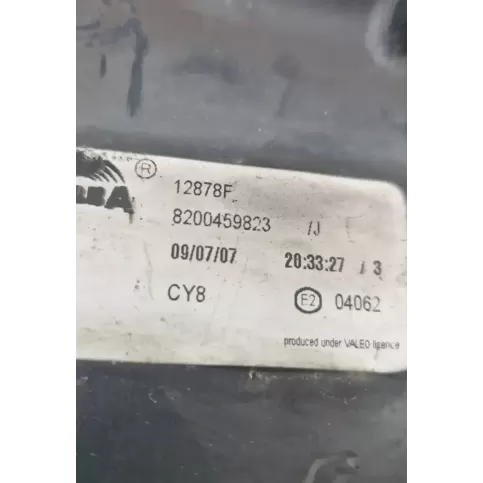 ® 12878F
8200459823 /J
09/07/07 20:33:27 / 3
CY8 E2 04062
produced under VALEO licence